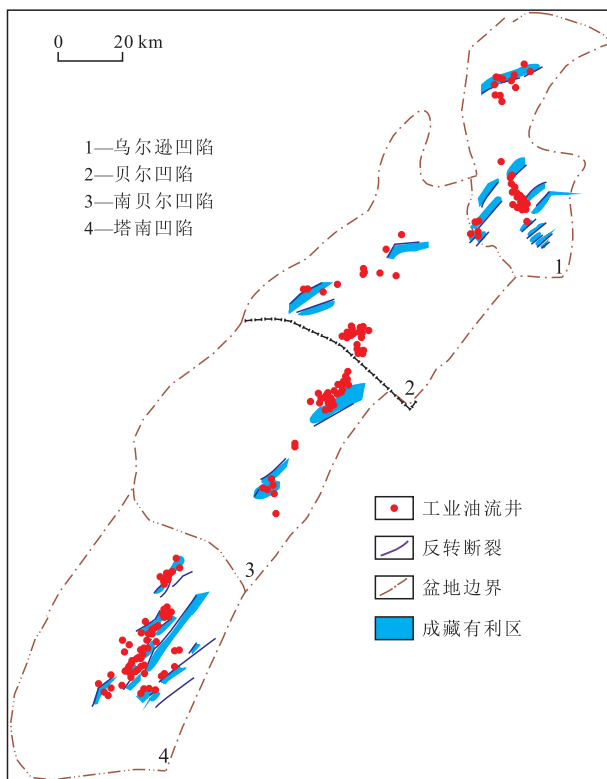 0 20 km
1—乌尔逊凹陷
2—贝尔凹陷
3—南贝尔凹陷
4—塔南凹陷
1
2
3
4
工业油流井
反转断裂
盆地边界
成藏有利区